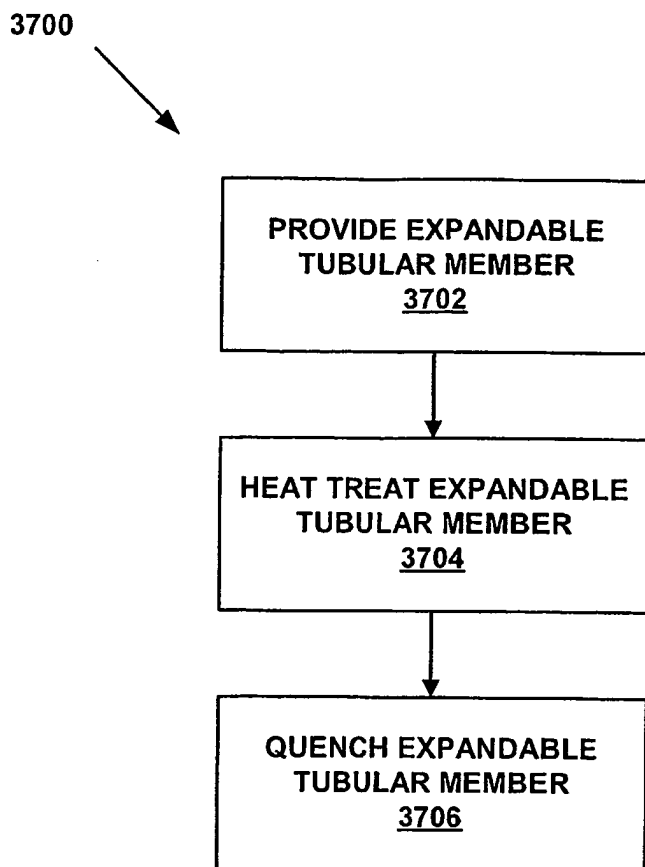 3700
PROVIDE EXPANDABLE
TUBULAR MEMBER
3702
HEAT TREAT EXPANDABLE
TUBULAR MEMBER
3704
QUENCH EXPANDABLE
TUBULAR MEMBER
3706